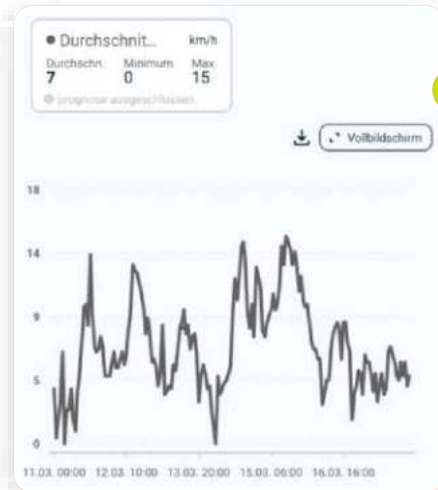 Durchschnit... km/h
Durchschn. Minimum Max
7 0 15
prognose ausgeschlossen
Vollbildschirm
18
14
9
5
0
11.03. 00:00 12.03. 10:00 13.03. 20:00 15.03. 06:00 16.03. 16:00